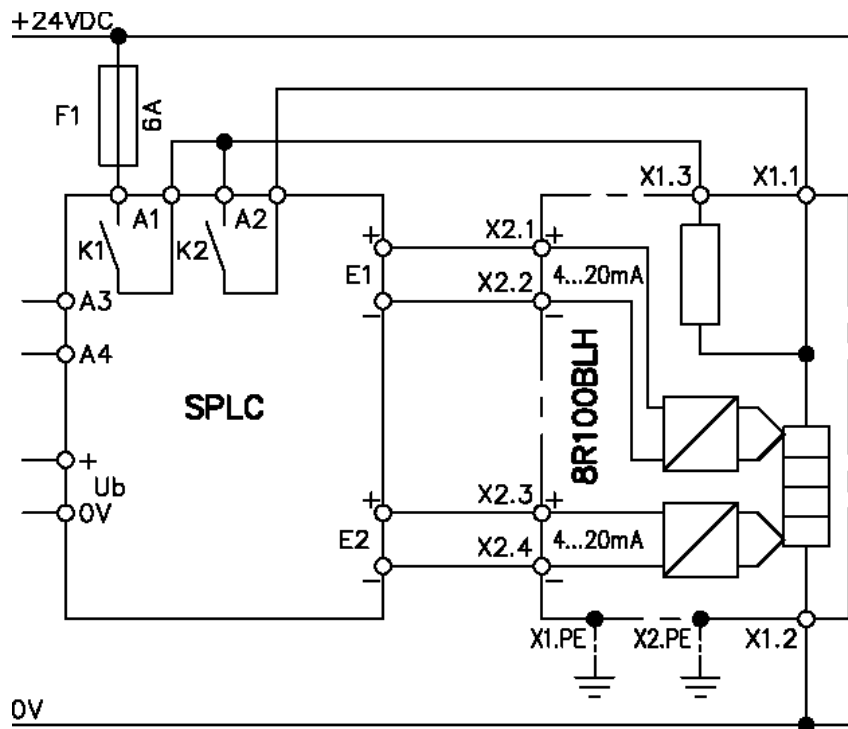 +24VDC
F1
6A
X1.3
X1.1
A1
A2
K1
K2
X2.1
+
+
E1
4...20mA
A3
X2.2
−
−
A4
SPLC
8R100BLH
+
Ub
0V
X2.3
+
+
E2
4...20mA
X2.4
−
−
X1.PE
X2.PE
X1.2
0V